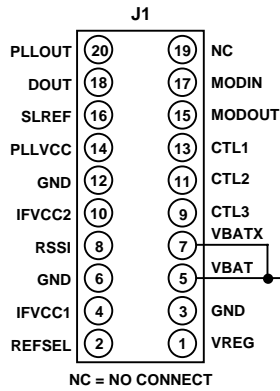 J1
PLLOUT 20 19 NC
DOUT 18 17 MODIN
SLREF 16 15 MODOUT
PLLVCC 14 13 CTL1
GND 12 11 CTL2
IFVCC2 10 9 CTL3
RSSI 8 7 VBATX
GND 6 5 VBAT
IFVCC1 4 3 GND
REFSEL 2 1 VREG
NC = NO CONNECT